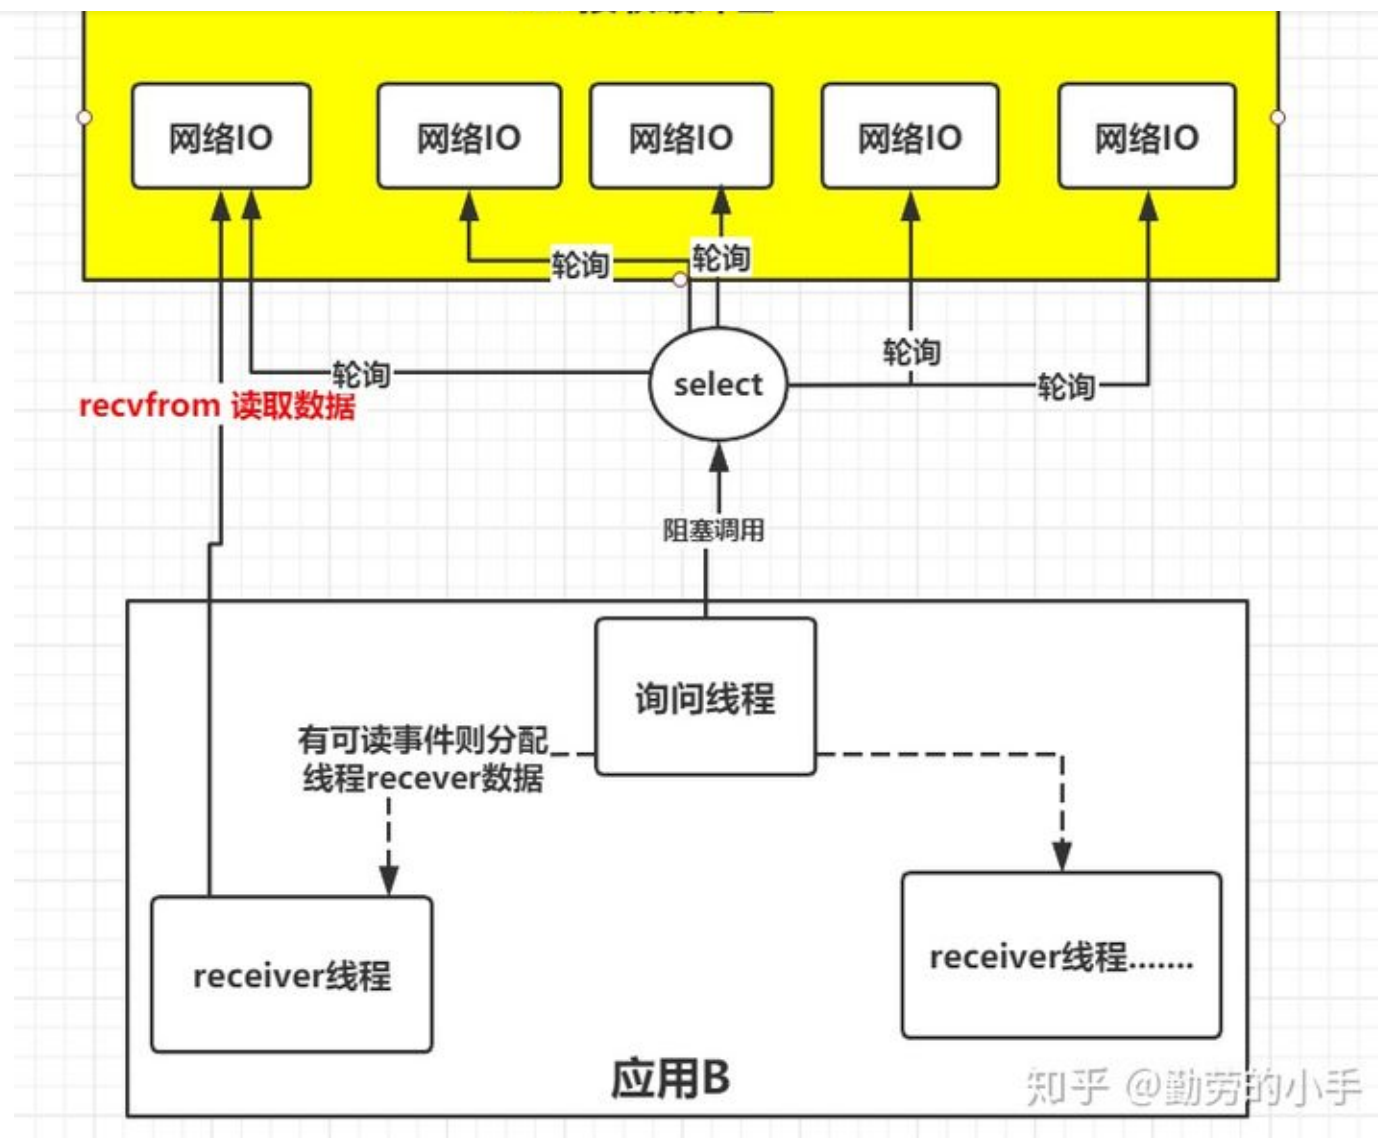 网络IO
网络IO
网络IO
网络IO
网络IO
轮询
轮询
轮询
轮询
轮询
recvfrom 读取数据
select
阻塞调用
询问线程
有可读事件则分配
线程recever数据
receiver线程
receiver线程.......
应用B
知乎 @勤劳的小手